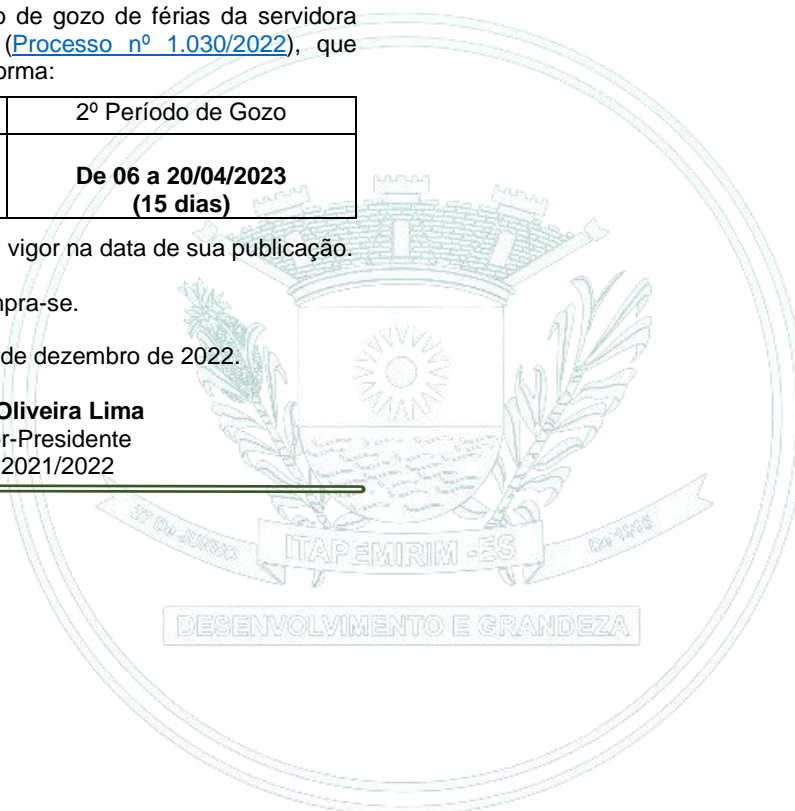 o de gozo de férias da servidora
(Processo nº 1.030/2022), que
orma:
2º Período de Gozo
De 06 a 20/04/2023
(15 dias)
vigor na data de sua publicação.
npra-se.
de dezembro de 2022.
Oliveira Lima
or-Presidente
2021/2022
ITAPEMIRIM -ES
DESENVOLVIMENTO E GRANDEZA